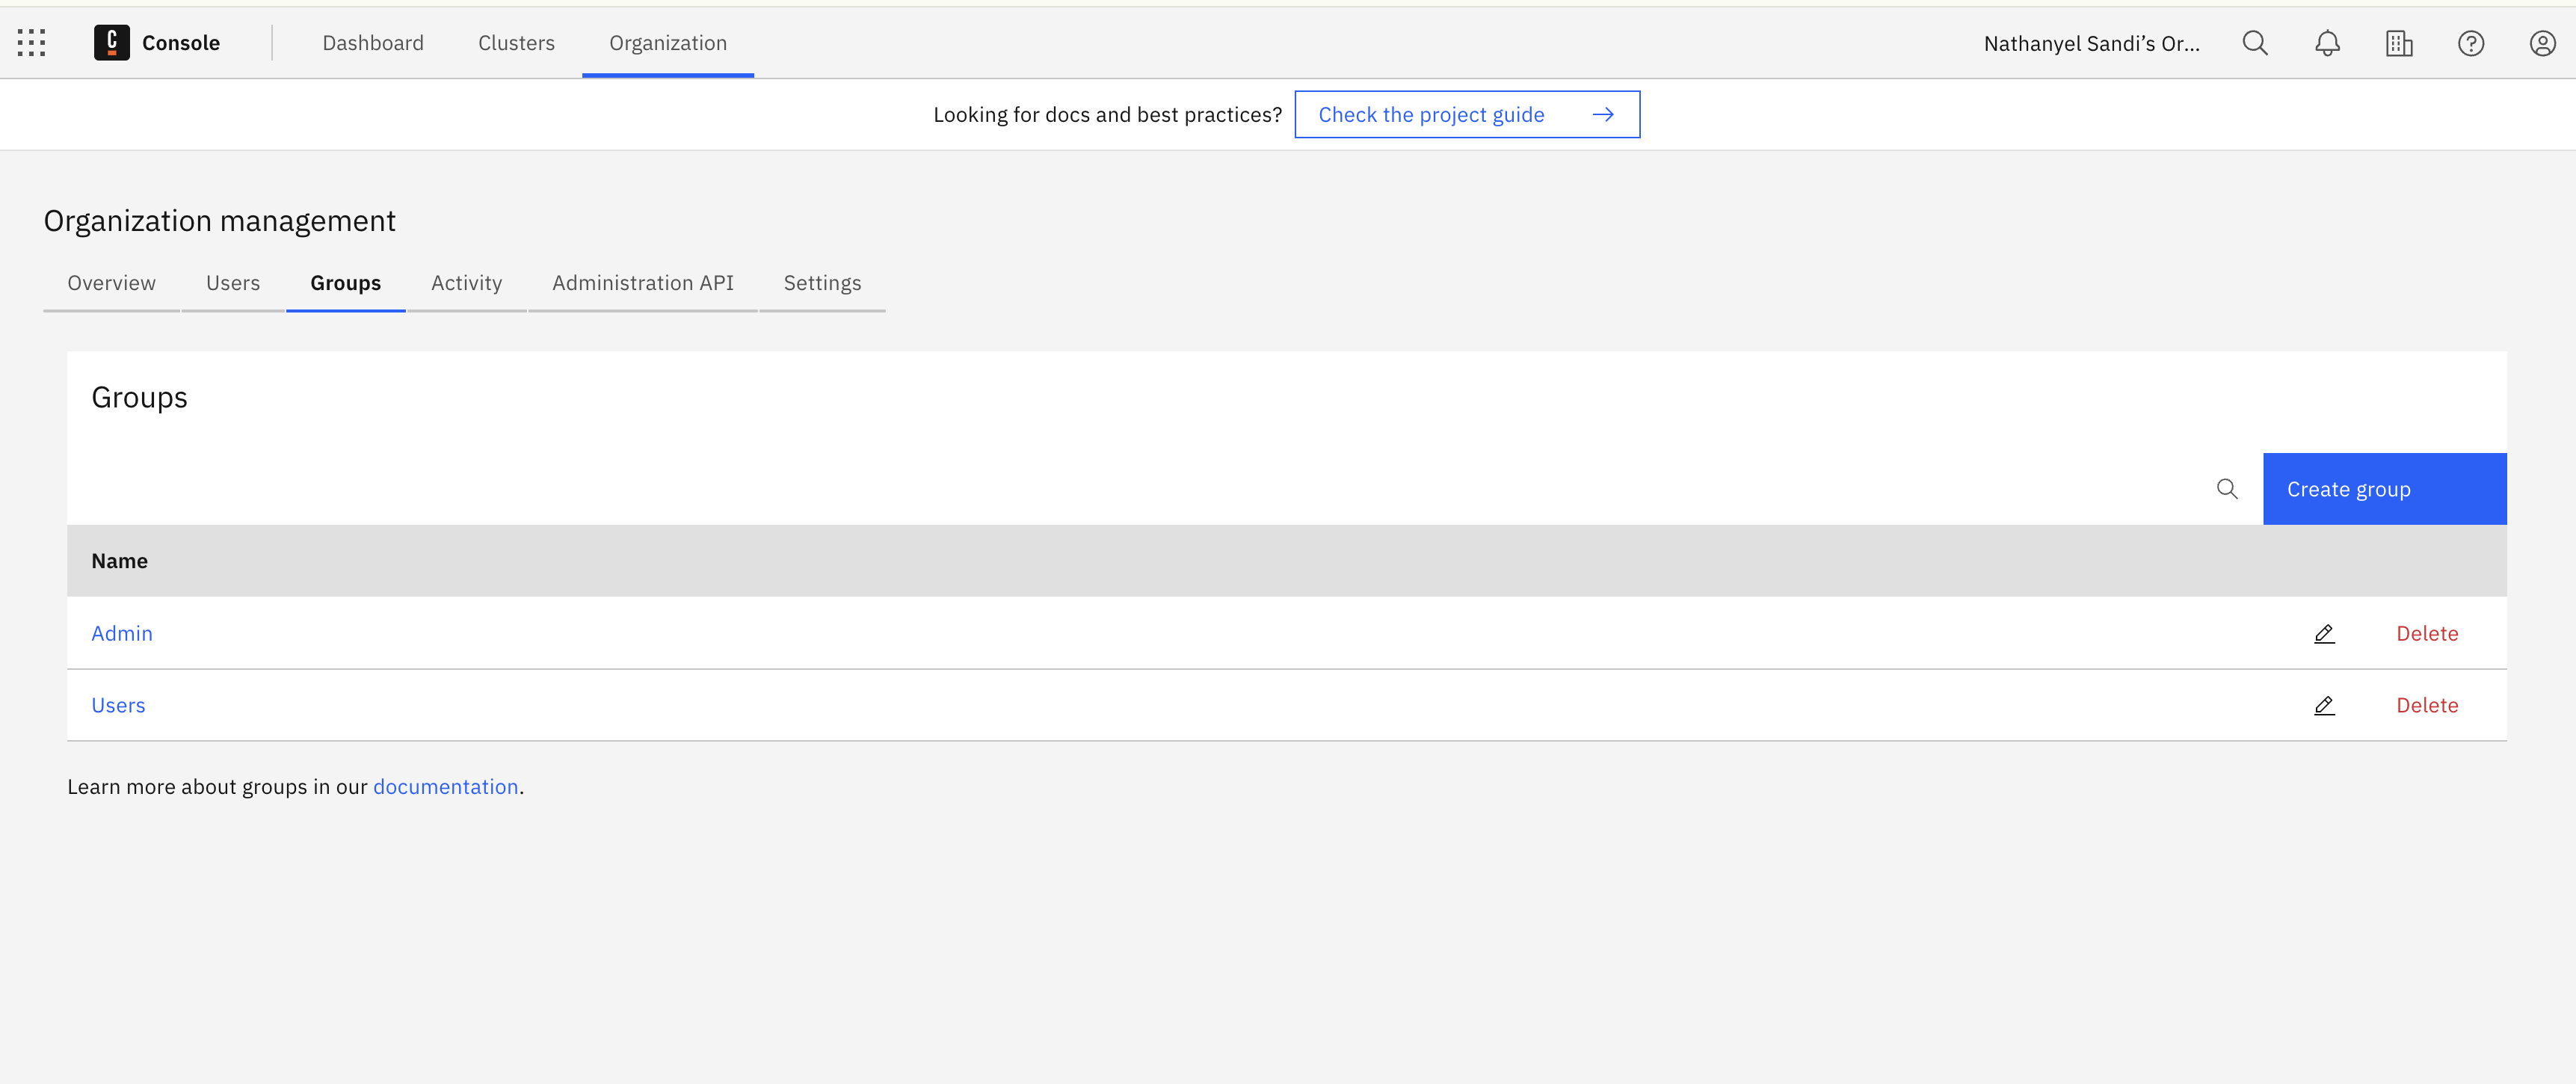 C Console Dashboard Clusters Organization Nathanyel Sandi’s Or...
Looking for docs and best practices? Check the project guide →
Organization management
Overview Users Groups Activity Administration API Settings
Groups
Create group
Name
Admin Delete
Users Delete
Learn more about groups in our documentation.